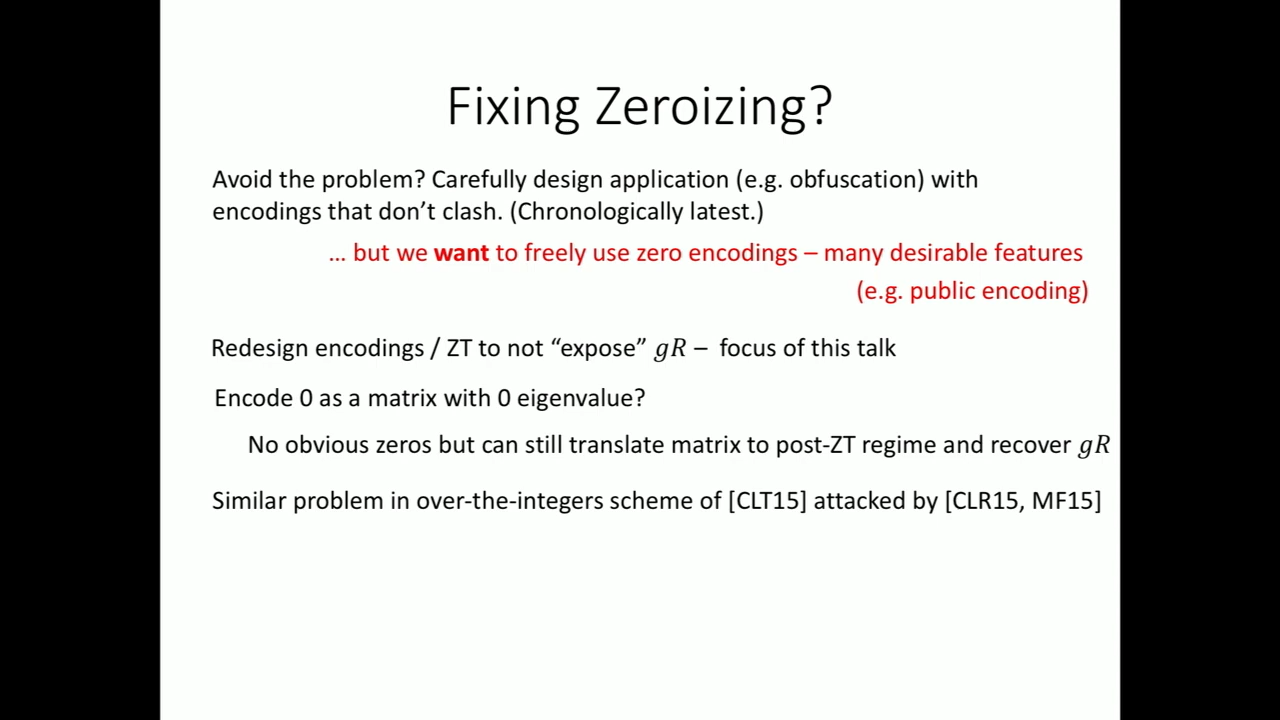 Fixing Zeroizing?
Avoid the problem? Carefully design application (e.g. obfuscation) with
encodings that don’t clash. (Chronologically latest.)
... but we want to freely use zero encodings – many desirable features
(e.g. public encoding)
Redesign encodings / ZT to not “expose” gR – focus of this talk
Encode 0 as a matrix with 0 eigenvalue?
No obvious zeros but can still translate matrix to post-ZT regime and recover gR
Similar problem in over-the-integers scheme of [CLT15] attacked by [CLR15, MF15]